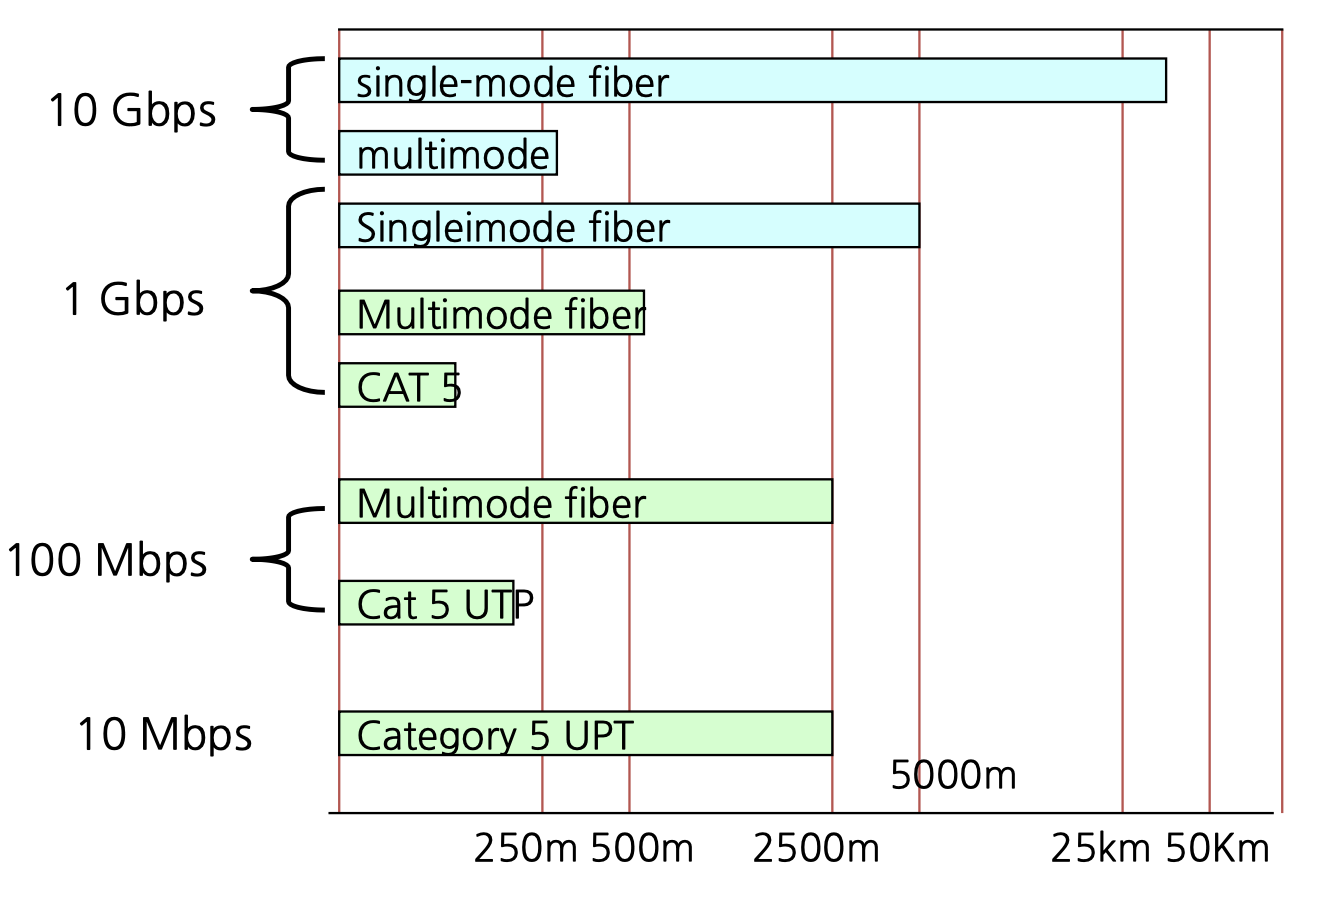 single-mode fiber
10 Gbps
multimode
Singleimode fiber
1 Gbps
Multimode fiber
CAT 5
Multimode fiber
100 Mbps
Cat 5 UTP
10 Mbps
Category 5 UPT
5000m
250m 500m 2500m 25km 50Km